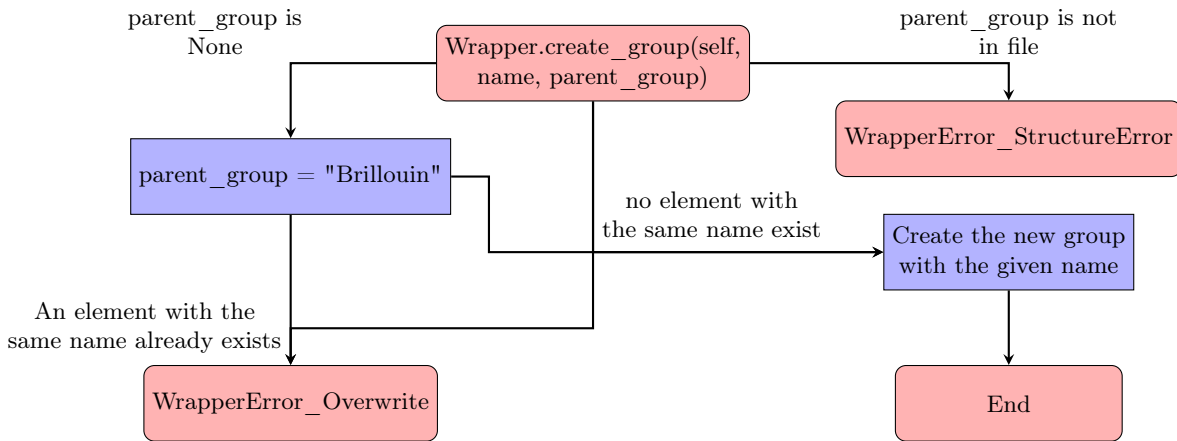 parent_group is
None
Wrapper.create_group(self,
name, parent_group)
parent_group is not
in file
WrapperError_StructureError
parent_group = "Brillouin"
no element with
the same name exist
Create the new group
with the given name
An element with the
same name already exists
WrapperError_Overwrite
End